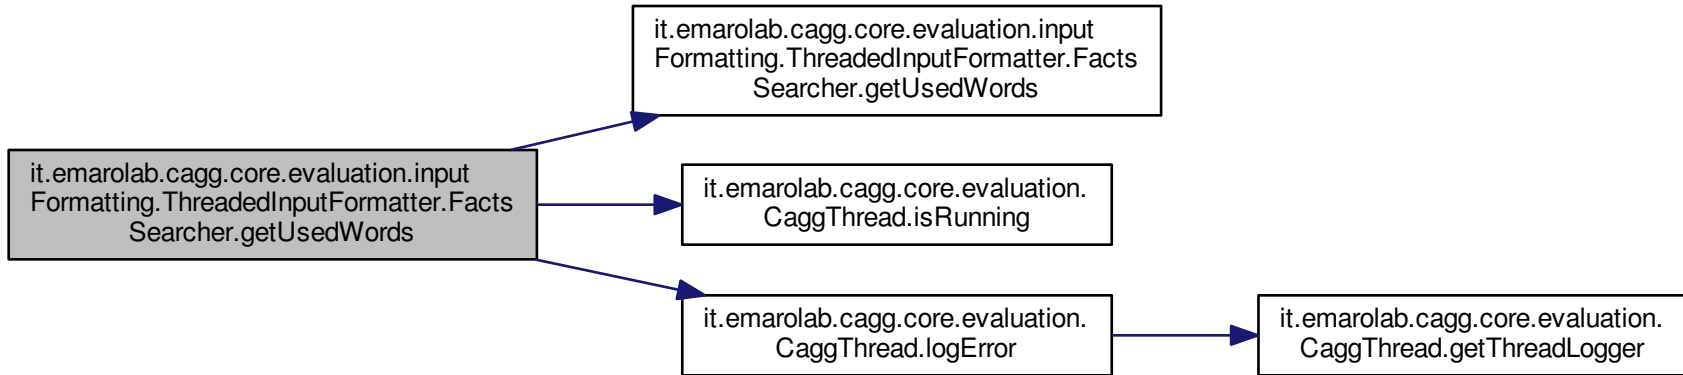 it.emarolab.cagg.core.evaluation.input
Formatting.ThreadedInputFormatter.Facts
Searcher.getUsedWords
it.emarolab.cagg.core.evaluation.input
Formatting.ThreadedInputFormatter.Facts
Searcher.getUsedWords
it.emarolab.cagg.core.evaluation.
CaggThread.isRunning
it.emarolab.cagg.core.evaluation.
CaggThread.logError
it.emarolab.cagg.core.evaluation.
CaggThread.getThreadLogger